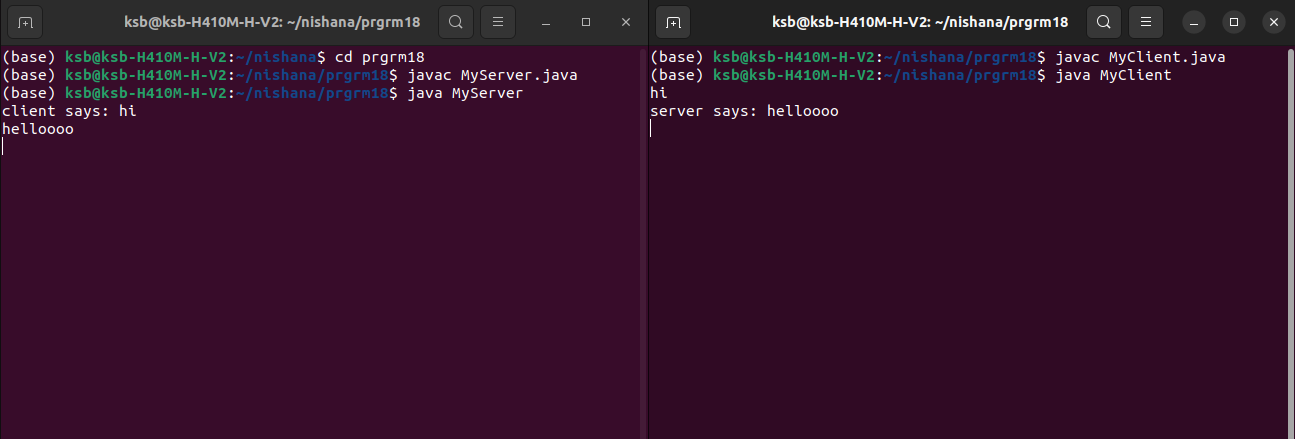 ksb@ksb-H410M-H-V2: ~/nishana/prgrm18
(base) ksb@ksb-H410M-H-V2:~/nishana$ cd prgrm18
(base) ksb@ksb-H410M-H-V2:~/nishana/prgrm18$ javac MyServer.java
(base) ksb@ksb-H410M-H-V2:~/nishana/prgrm18$ java MyServer
client says: hi
helloooo
ksb@ksb-H410M-H-V2: ~/nishana/prgrm18
(base) ksb@ksb-H410M-H-V2:~/nishana/prgrm18$ javac MyClient.java
(base) ksb@ksb-H410M-H-V2:~/nishana/prgrm18$ java MyClient
hi
server says: helloooo